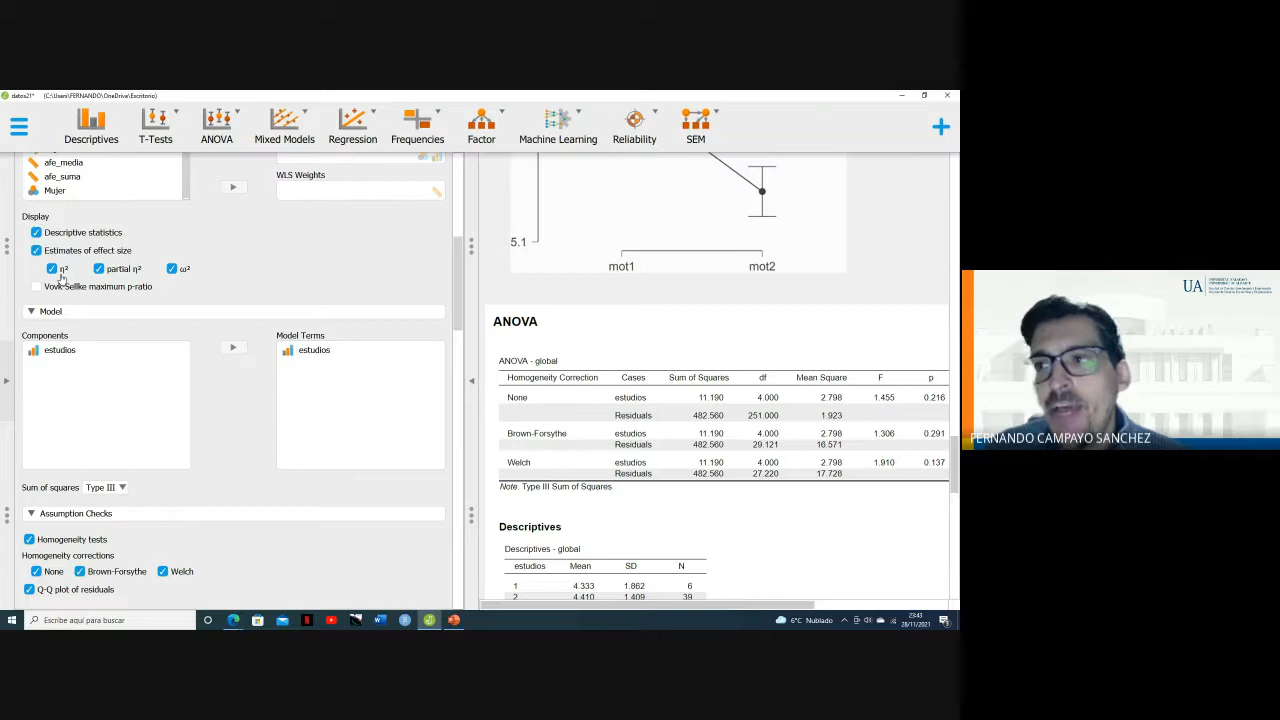 datos21* (C:\Users\FERNANDO\OneDrive\Escritorio)
Descriptives T-Tests ANOVA Mixed Models Regression Frequencies Factor Machine Learning Reliability SEM
afe_media
afe_suma
Mujer
WLS Weights
Display
Descriptive statistics
Estimates of effect size
η² partial η² ω²
Vovk-Sellke maximum p-ratio
Model
Components Model Terms
estudios estudios
Sum of squares Type III
Assumption Checks
Homogeneity tests
Homogeneity corrections
None Brown-Forsythe Welch
Q-Q plot of residuals
5.1
mot1 mot2
ANOVA
ANOVA - global
Homogeneity Correction Cases Sum of Squares df Mean Square F p
None estudios 11.190 4.000 2.798 1.455 0.216
Residuals 482.560 251.000 1.923
Brown-Forsythe estudios 11.190 4.000 2.798 1.306 0.291
Residuals 482.560 29.121 16.571
Welch estudios 11.190 4.000 2.798 1.910 0.137
Residuals 482.560 27.220 17.728
Note. Type III Sum of Squares
Descriptives
Descriptives - global
estudios Mean SD N
1 4.333 1.862 6
2 4.410 1.409 39
Escribe aquí para buscar
6°C Nublado
23:43
28/11/2021
UA
FERNANDO CAMPAYO SANCHEZ